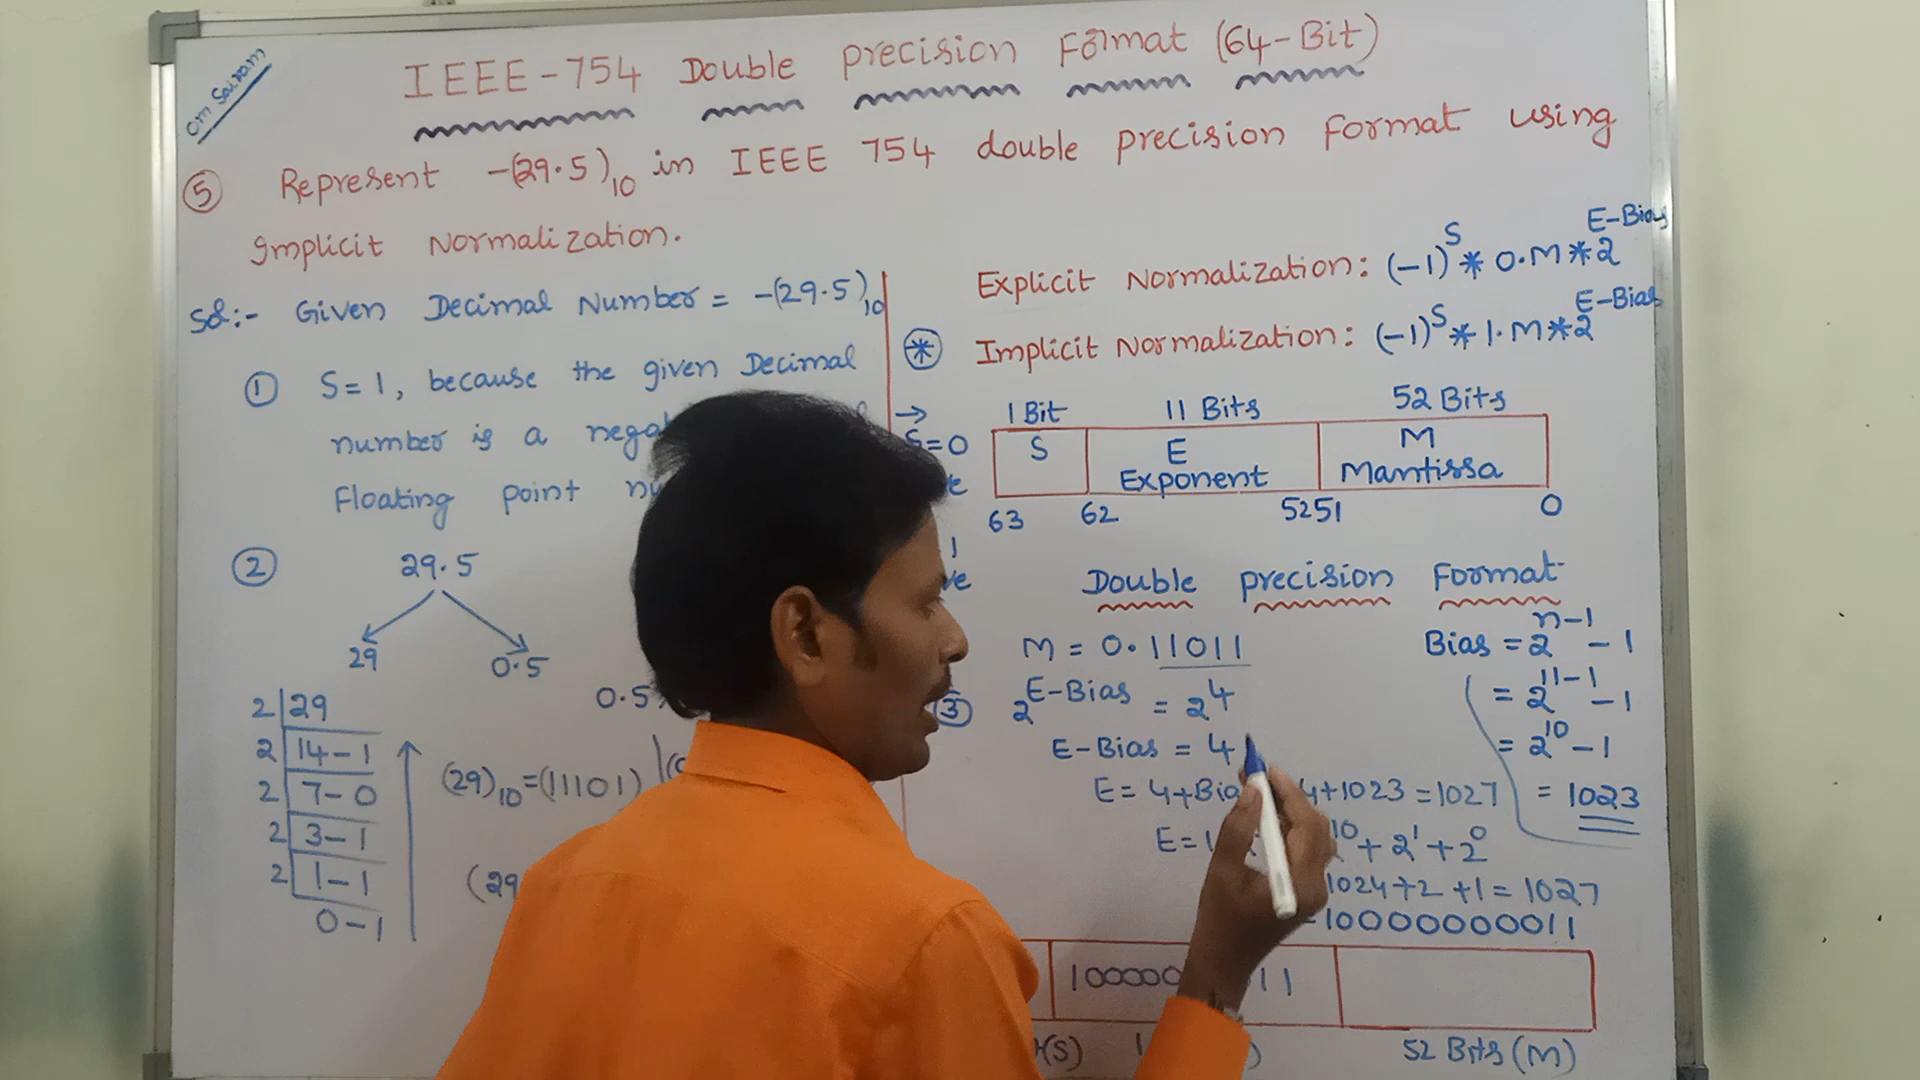 Om Sairam
IEEE-754 Double precision Format (64-Bit)
5 Represent -(29.5)10 in IEEE 754 double precision format using
Implicit Normalization.
Sol:- Given Decimal Number = -(29.5)10
1 S=1, because the given Decimal
number is a
Floating point
2 29.5
29 0.5
2 29
2 14-1
2 7-0
2 3-1
2 1-1
0-1
0.5
(29)10=(11101)
(29
Explicit Normalization: (-1)^S * 0.M * 2^E-Bias
* Implicit Normalization: (-1)^S * 1.M * 2^E-Bias
→ 1 Bit 11 Bits 52 Bits
S=0 S E M
Exponent Mantissa
63 62 52 51 0
Double precision Format
M = 0.11011
3 2^E-Bias = 2^4
E-Bias = 4
E = 4+Bia 4+1023 = 1027
E=1 10 + 2^1 + 2^0
1024+2+1 = 1027
=10000000011
Bias = 2^n-1 - 1
= 2^11-1 - 1
= 2^10 - 1
= 1023
100000 11
(S) 52 Bits (M)